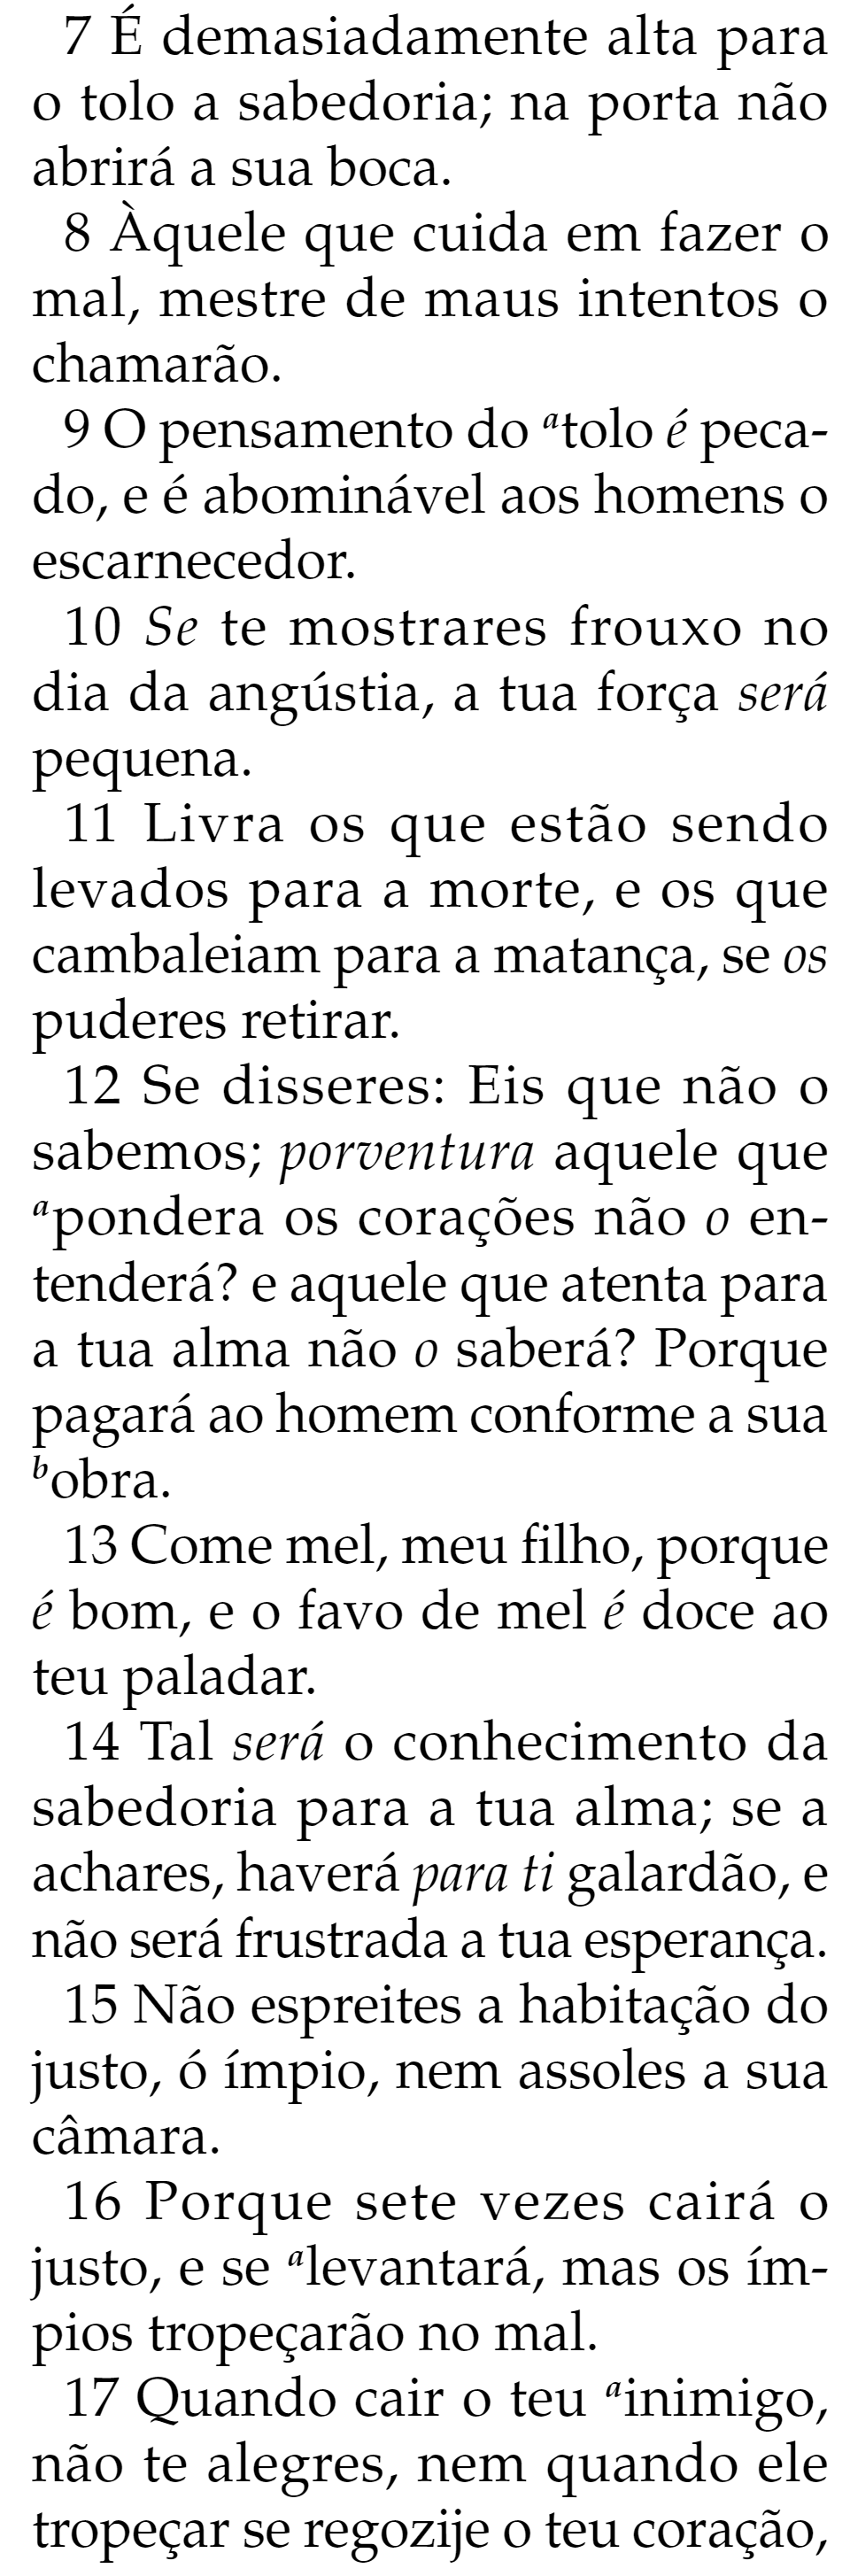 7 É demasiadamente alta para
o tolo a sabedoria; na porta não
abrirá a sua boca.
8 Àquele que cuida em fazer o
mal, mestre de maus intentos o
chamarão.
9 O pensamento do ᵃtolo é peca-
do, e é abominável aos homens o
escarnecedor.
10 Se te mostrares frouxo no
dia da angústia, a tua força será
pequena.
11 Livra os que estão sendo
levados para a morte, e os que
cambaleiam para a matança, se os
puderes retirar.
12 Se disseres: Eis que não o
sabemos; porventura aquele que
ᵃpondera os corações não o en-
tenderá? e aquele que atenta para
a tua alma não o saberá? Porque
pagará ao homem conforme a sua
ᵇobra.
13 Come mel, meu filho, porque
é bom, e o favo de mel é doce ao
teu paladar.
14 Tal será o conhecimento da
sabedoria para a tua alma; se a
achares, haverá para ti galardão, e
não será frustrada a tua esperança.
15 Não espreites a habitação do
justo, ó ímpio, nem assoles a sua
câmara.
16 Porque sete vezes cairá o
justo, e se ᵃlevantará, mas os ím-
pios tropeçarão no mal.
17 Quando cair o teu ᵃinimigo,
não te alegres, nem quando ele
tropeçar se regozije o teu coração,